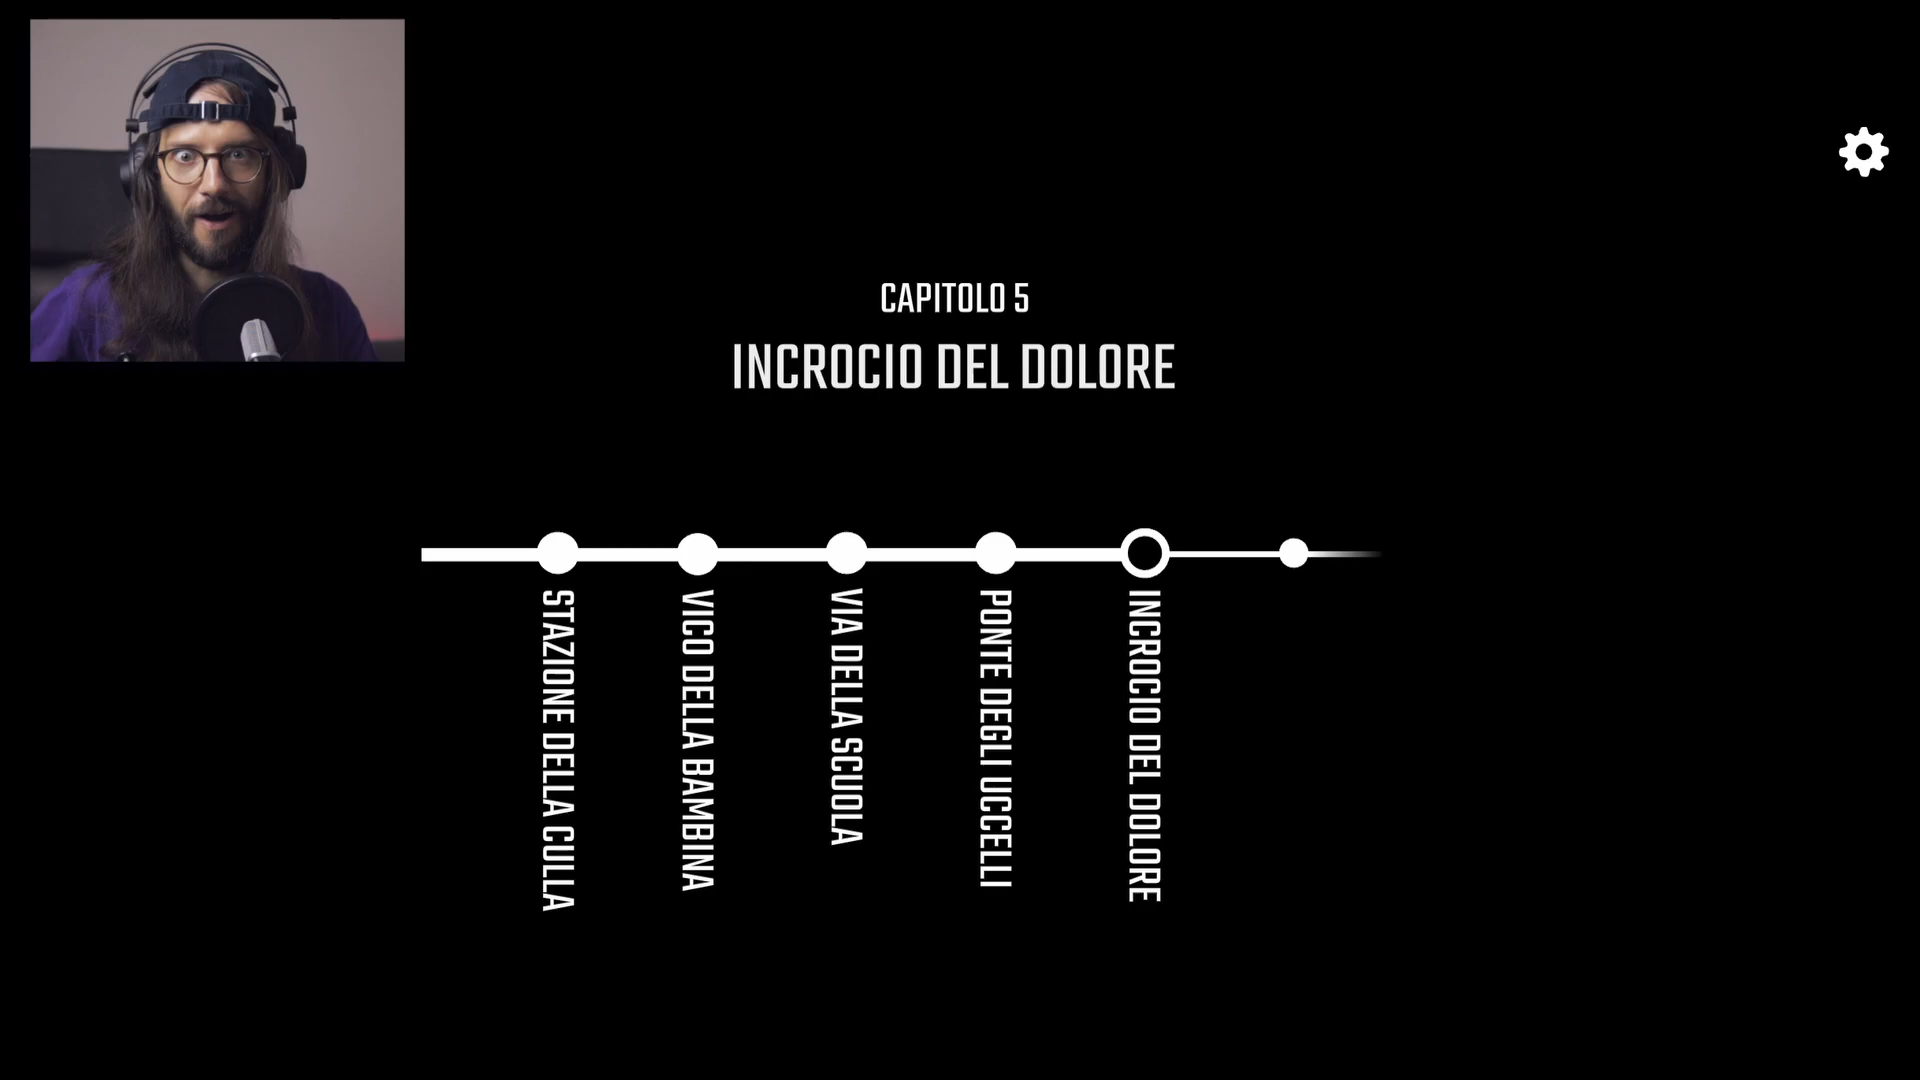 CAPITOLO 5
INCROCIO DEL DOLORE
STAZIONE DELLA CULLA
VICO DELLA BAMBINA
VIA DELLA SCUOLA
PONTE DEGLI UCCELLI
INCROCIO DEL DOLORE